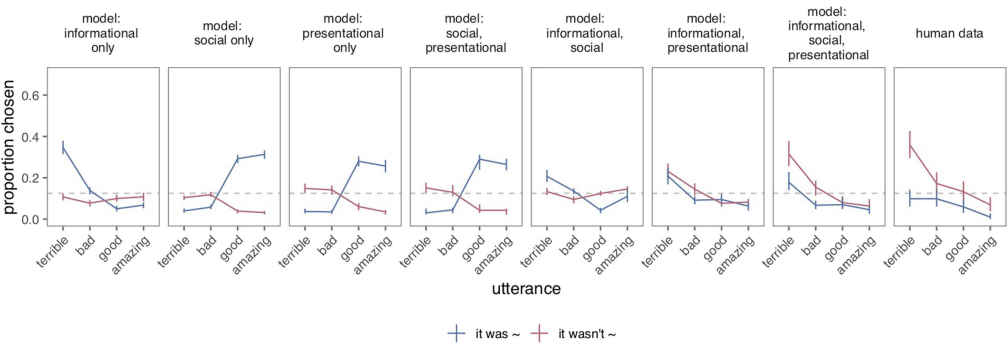 model:
informational
only
model:
social only
model:
presentational
only
model:
social,
presentational
model:
informational,
social
model:
informational,
presentational
model:
informational,
social,
presentational
human data
proportion chosen
0.6
0.4
0.2
0.0
terrible bad good amazing
terrible bad good amazing
terrible bad good amazing
terrible bad good amazing
terrible bad good amazing
terrible bad good amazing
terrible bad good amazing
terrible bad good amazing
utterance
it was ~ it wasn't ~